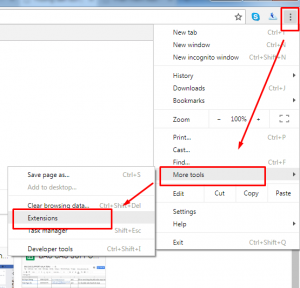 New tab
New window Ctrl+N
New incognito window Ctrl+Shift+N
History
Downloads Ctrl+J
Bookmarks
Zoom - 100% +
Print... Ctrl+P
Cast...
Find... Ctrl+F
More tools
Edit Cut Copy Paste
Settings
Help
Exit Ctrl+Shift+Q
Save page as... Ctrl+S
Add to desktop...
Clear browsing data... Ctrl+Shift+Del
Extensions
Task manager Shift+Esc
Developer tools Ctrl+Shift+I